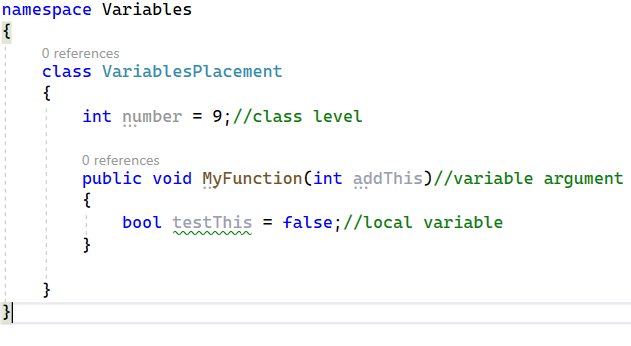 namespace Variables
{
0 references
class VariablesPlacement
{
int number = 9;//class level
0 references
public void MyFunction(int addThis)//variable argument
{
bool testThis = false;//local variable
}
}
}